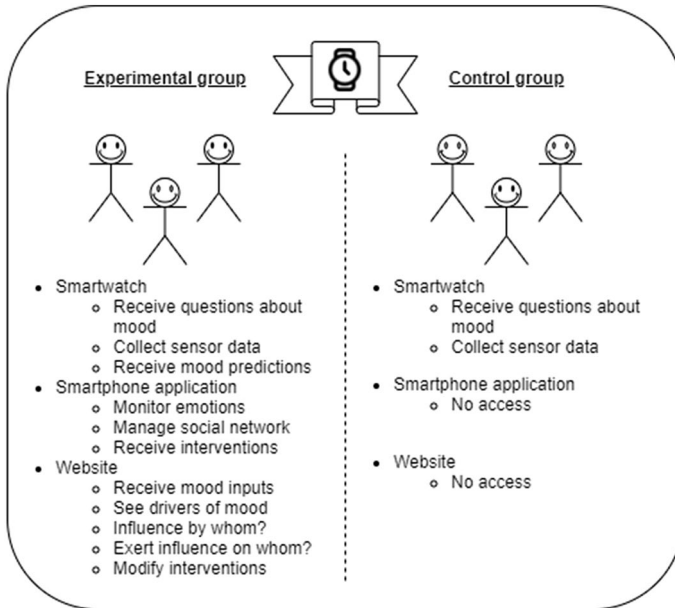 Experimental group
Smartwatch
Receive questions about
mood
Collect sensor data
Receive mood predictions
Smartphone application
Monitor emotions
Manage social network
Receive interventions
Website
Receive mood inputs
See drivers of mood
Influence by whom?
Exert influence on whom?
Modify interventions
Control group
Smartwatch
Receive questions about
mood
Collect sensor data
Smartphone application
No access
Website
No access